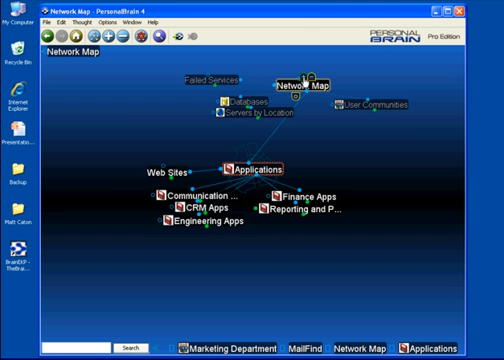 Network Map - PersonalBrain 4
File Edit Thought Options Window Help
PERSONAL BRAIN Pro Edition
Network Map
My Computer
Recycle Bin
Internet Explorer
Presentatio...
Backup
Matt Caton
BrainEKP - TheBrai...
Failed Services
Network Map
Databases
User Communities
Servers by Location
Web Sites
Applications
Communication ...
Finance Apps
CRM Apps
Reporting and P...
Engineering Apps
Search
Marketing Department
MailFind
Network Map
Applications